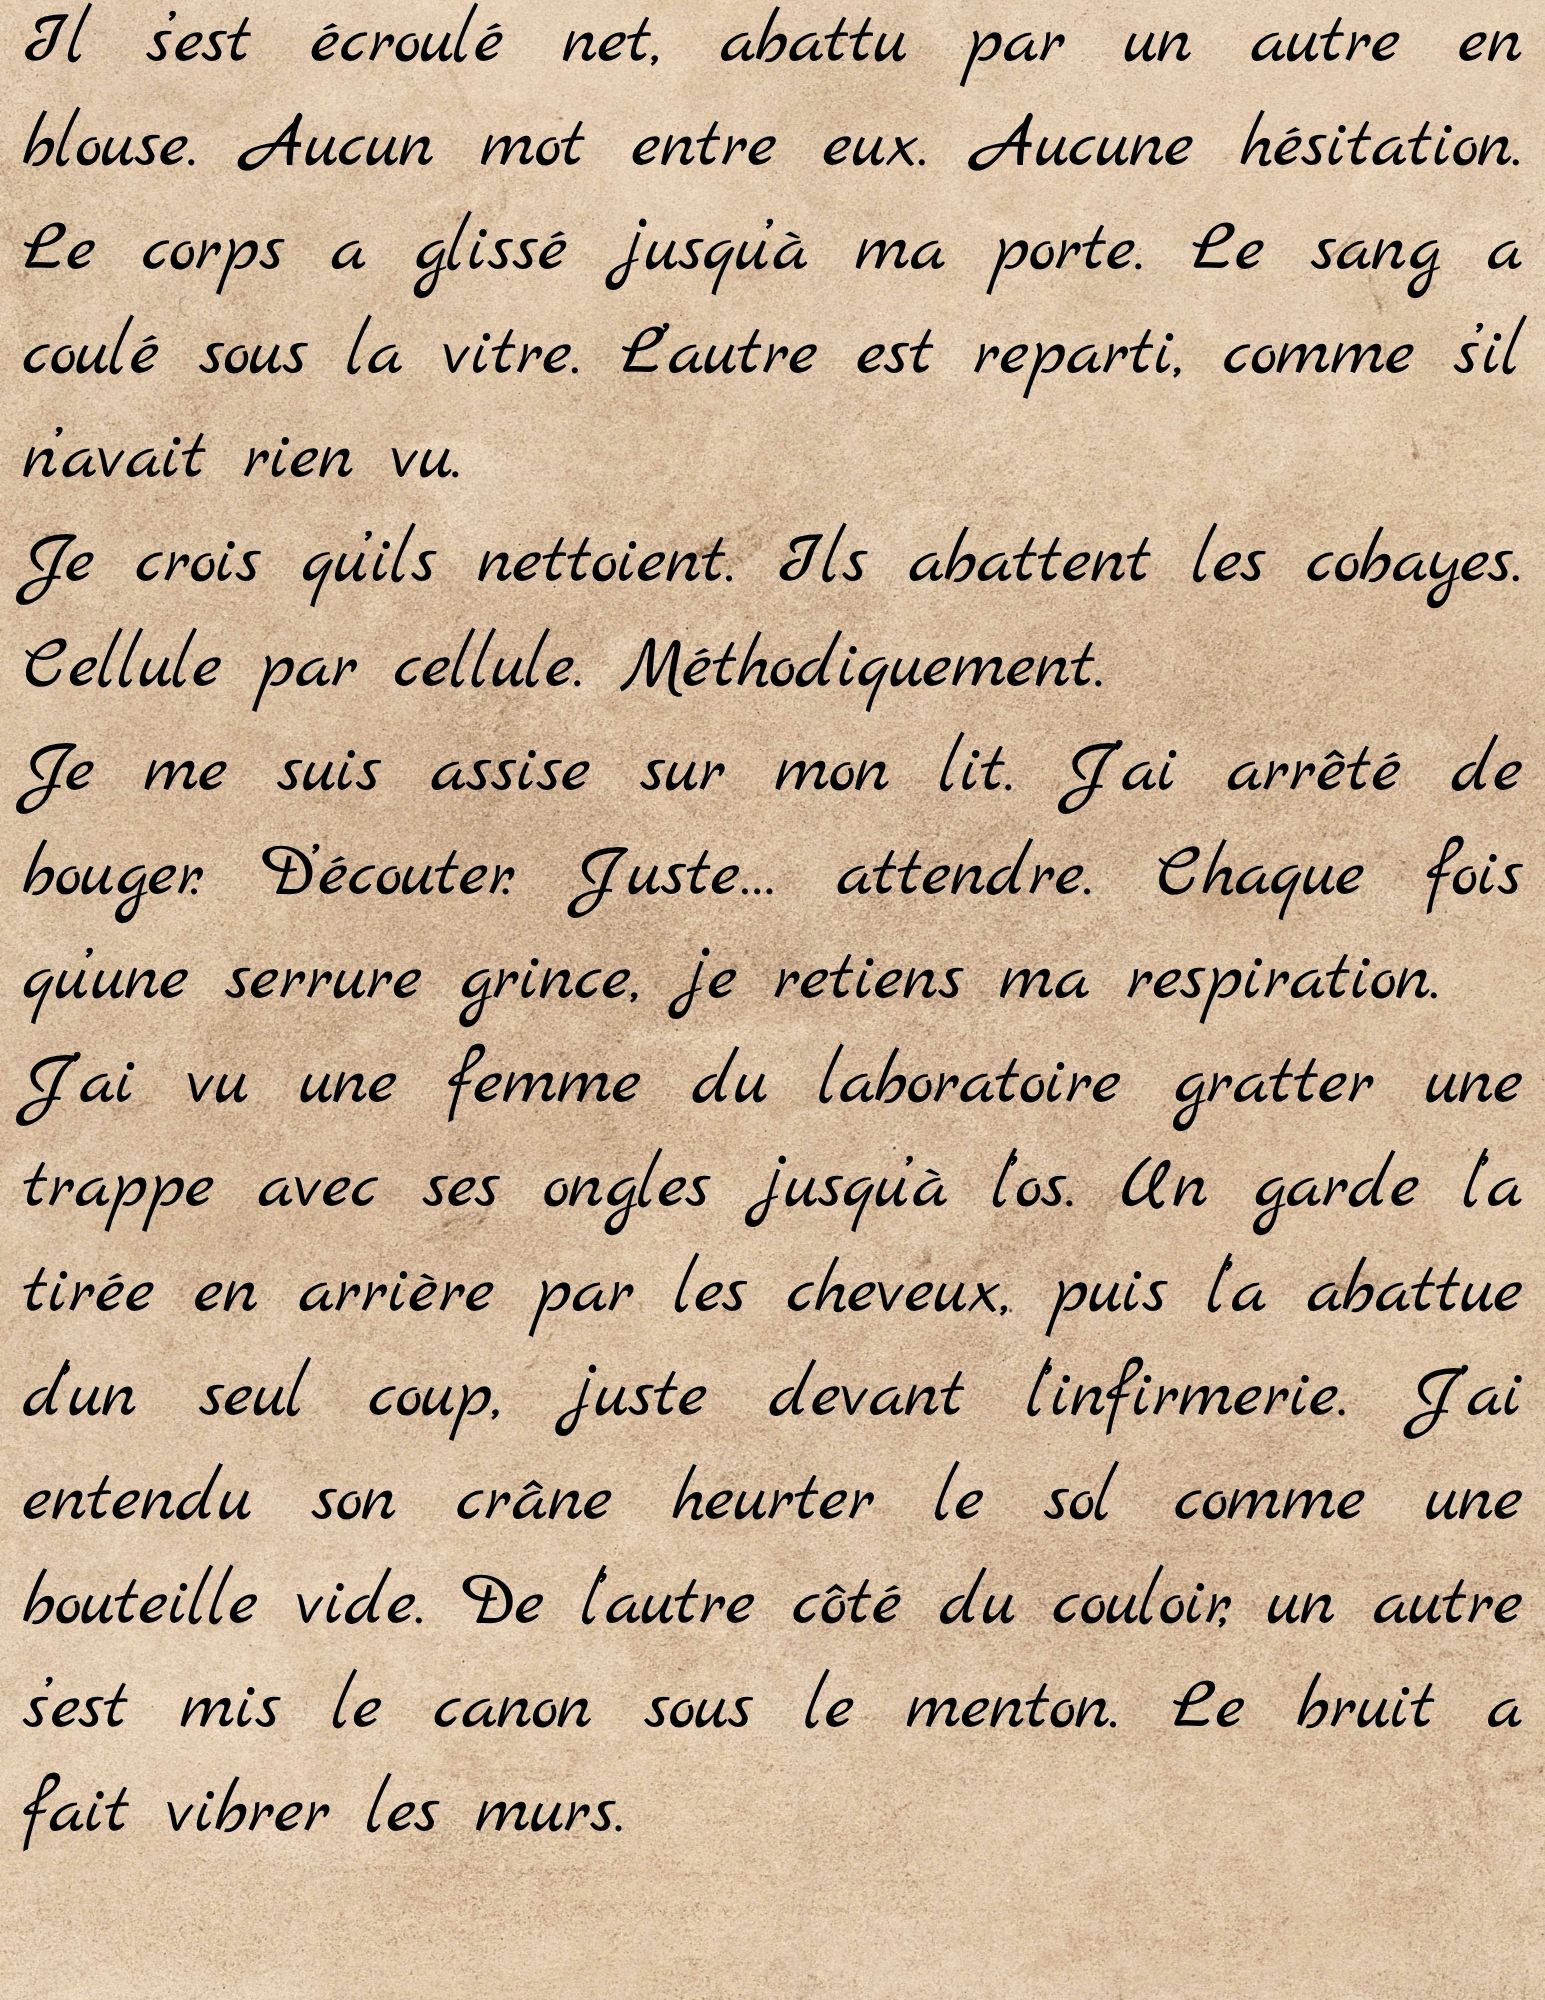 Il s'est écroulé net, abattu par un autre en
blouse. Aucun mot entre eux. Aucune hésitation.
Le corps a glissé jusqu'à ma porte. Le sang a
coulé sous la vitre. L'autre est reparti, comme s'il
n'avait rien vu.
Je crois qu'ils nettoient. Ils abattent les cobayes.
Cellule par cellule. Méthodiquement.
Je me suis assise sur mon lit. J'ai arrêté de
bouger. D'écouter. Juste... attendre. Chaque fois
qu'une serrure grince, je retiens ma respiration.
J'ai vu une femme du laboratoire gratter une
trappe avec ses ongles jusqu'à l'os. Un garde l'a
tirée en arrière par les cheveux, puis l'a abattue
d'un seul coup, juste devant l'infirmerie. J'ai
entendu son crâne heurter le sol comme une
bouteille vide. De l'autre côté du couloir, un autre
s'est mis le canon sous le menton. Le bruit a
fait vibrer les murs.